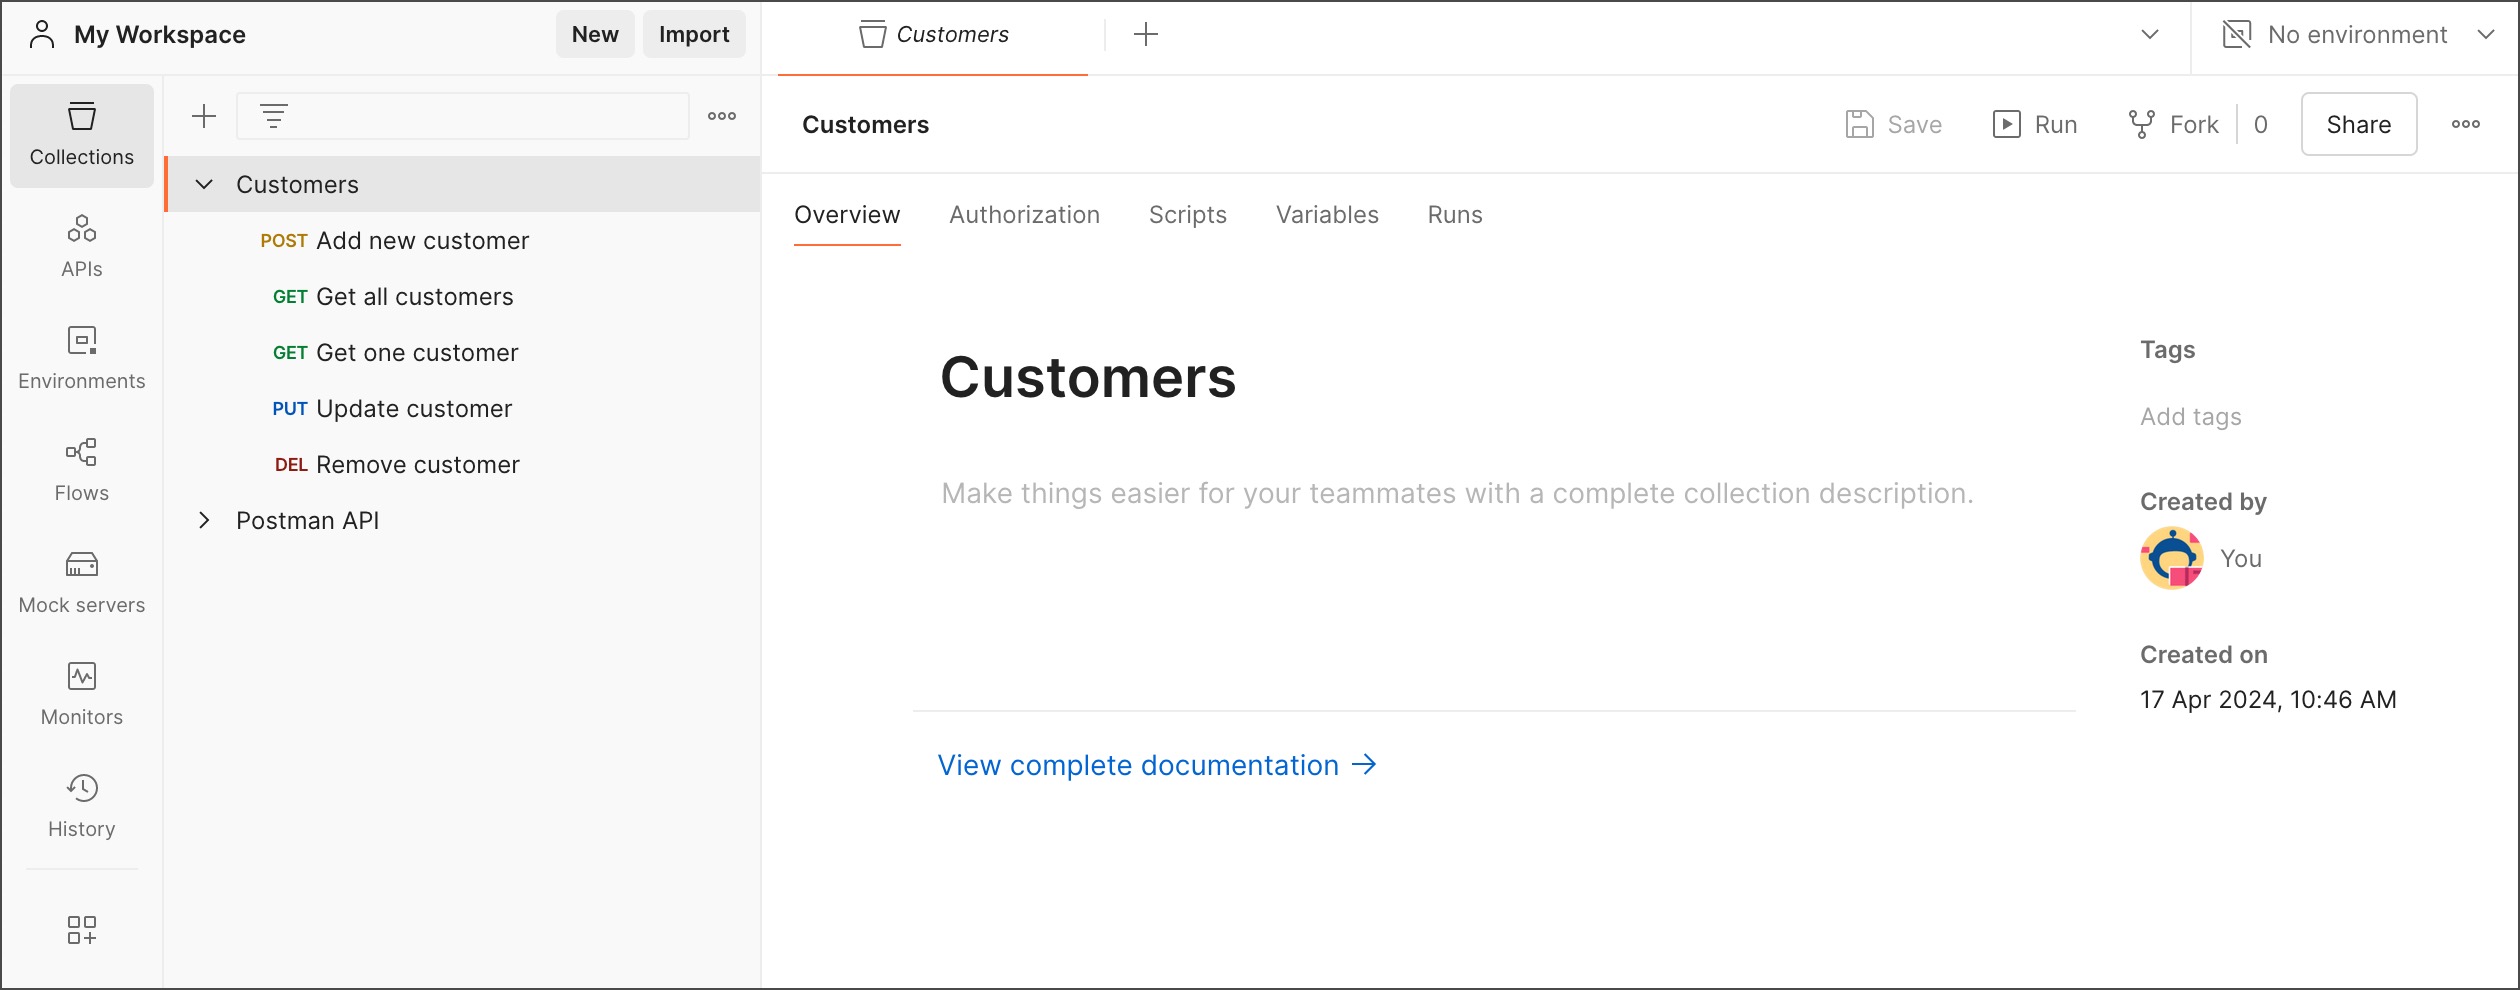 My Workspace
New
Import
Customers
No environment
Collections
APIs
Environments
Flows
Mock servers
Monitors
History
Customers
POST Add new customer
GET Get all customers
GET Get one customer
PUT Update customer
DEL Remove customer
Postman API
Customers
Save
Run
Fork
0
Share
Overview
Authorization
Scripts
Variables
Runs
Customers
Make things easier for your teammates with a complete collection description.
View complete documentation →
Tags
Add tags
Created by
You
Created on
17 Apr 2024, 10:46 AM